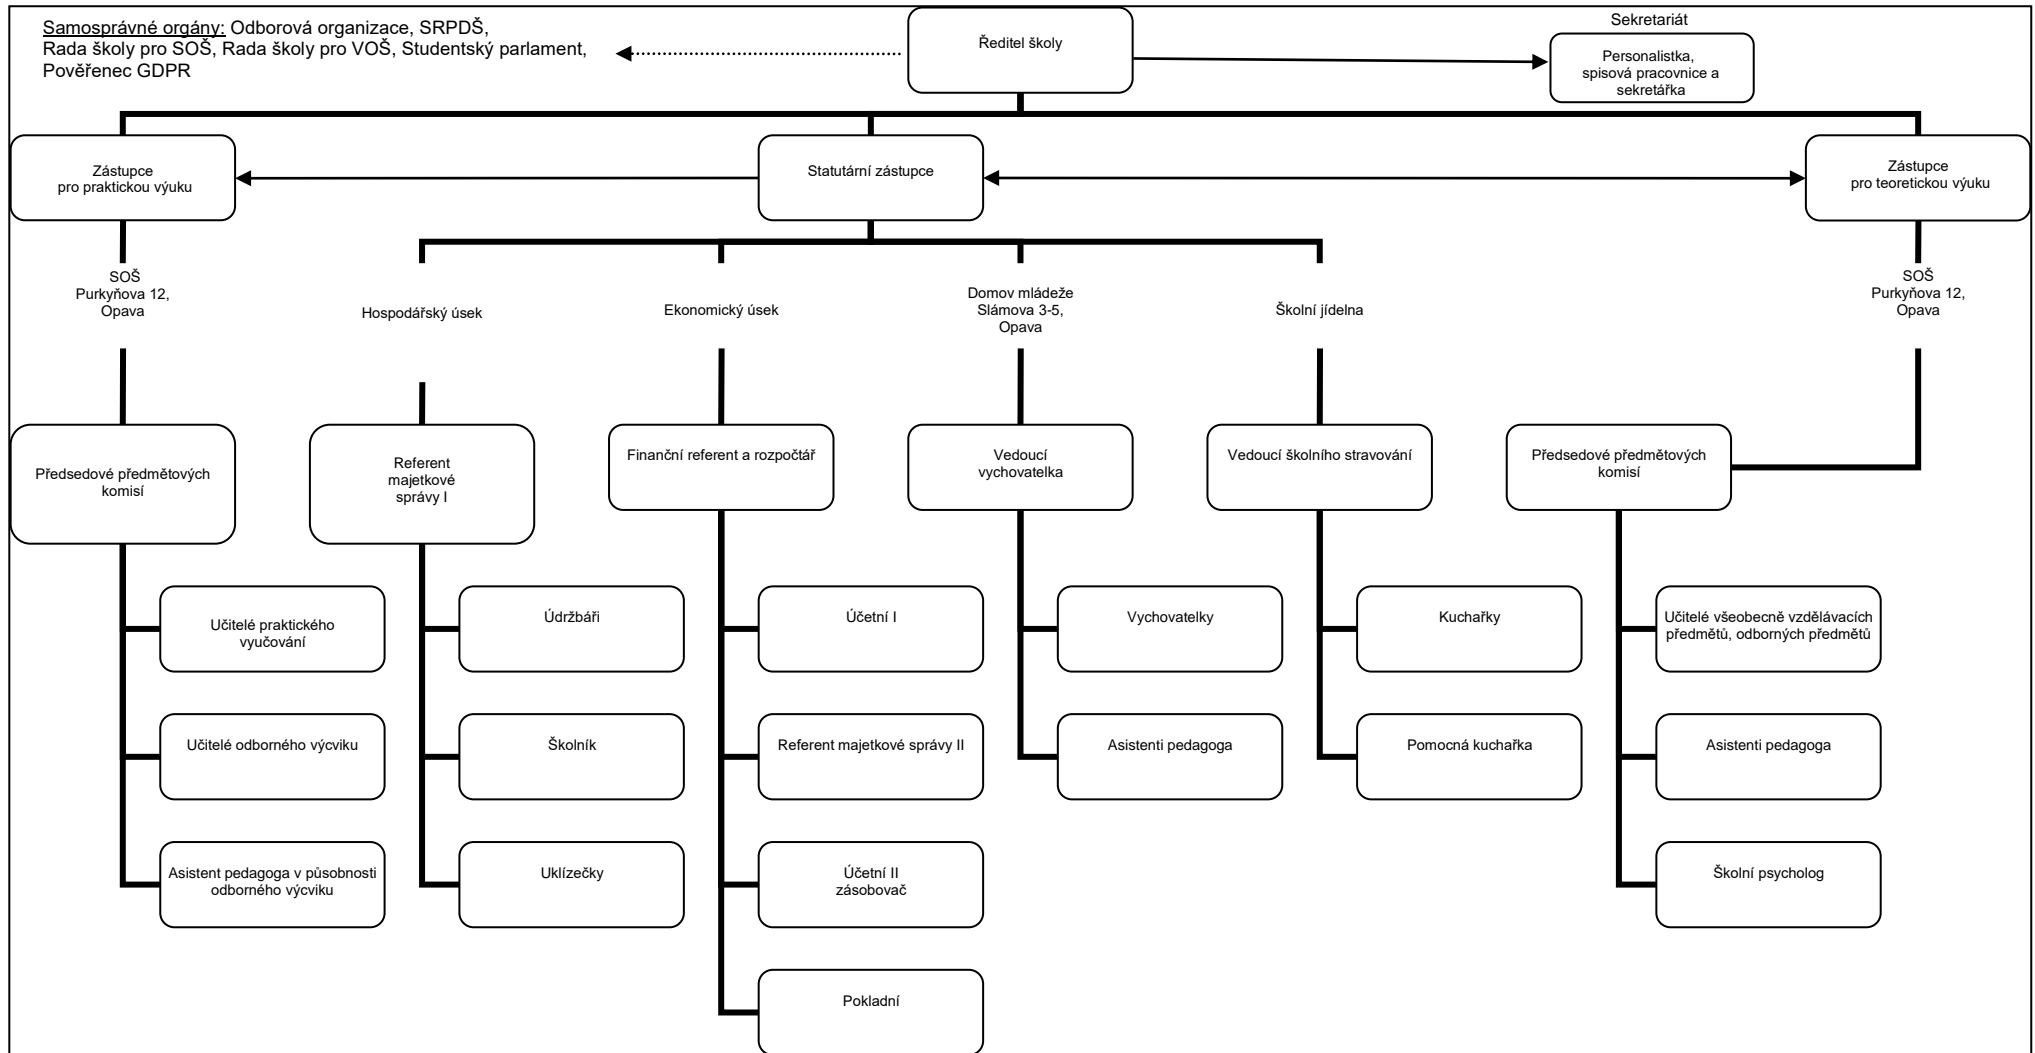 Samosprávné orgány: Odborová organizace, SRPDŠ,
Rada školy pro SOŠ, Rada školy pro VOŠ, Studentský parlament,
Pověřenec GDPR
Ředitel školy
Sekretariát
Personalistka,
spisová pracovnice a
sekretářka
Zástupce
pro praktickou výuku
Statutární zástupce
Zástupce
pro teoretickou výuku
SOŠ
Purkyňova 12,
Opava
Hospodářský úsek
Ekonomický úsek
Domov mládeže
Slámova 3-5,
Opava
Školní jídelna
SOŠ
Purkyňova 12,
Opava
Předsedové předmětových
komisí
Referent
majetkové
správy I
Finanční referent a rozpočtář
Vedoucí
vychovatelka
Vedoucí školního stravování
Předsedové předmětových
komisí
Učitelé praktického
vyučování
Údržbáři
Účetní I
Vychovatelky
Kuchařky
Učitelé všeobecně vzdělávacích
předmětů, odborných předmětů
Učitelé odborného výcviku
Školník
Referent majetkové správy II
Asistenti pedagoga
Pomocná kuchařka
Asistenti pedagoga
Asistent pedagoga v působnosti
odborného výcviku
Uklízečky
Účetní II
zásobovač
Školní psycholog
Pokladní